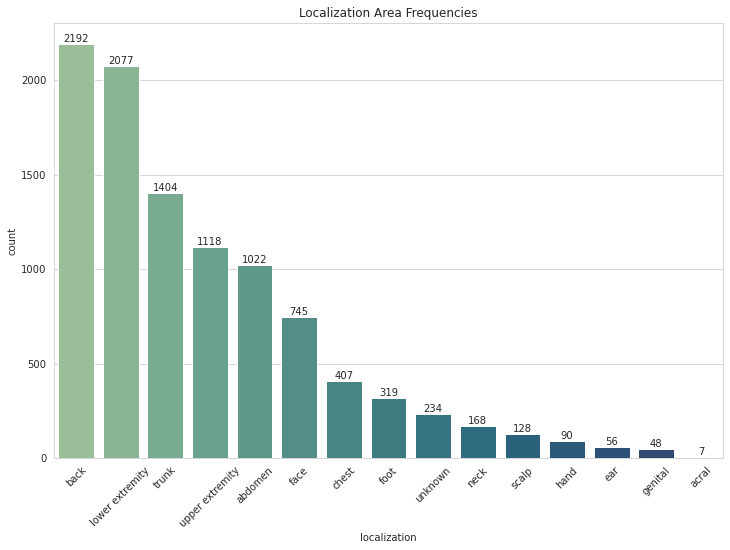 Localization Area Frequencies
2192
2077
1404
1118
1022
745
407
319
234
168
128
90
56
48
7
2000
1500
1000
500
0
count
back
lower extremity
trunk
upper extremity
abdomen
face
chest
foot
unknown
neck
scalp
hand
ear
genital
acral
localization